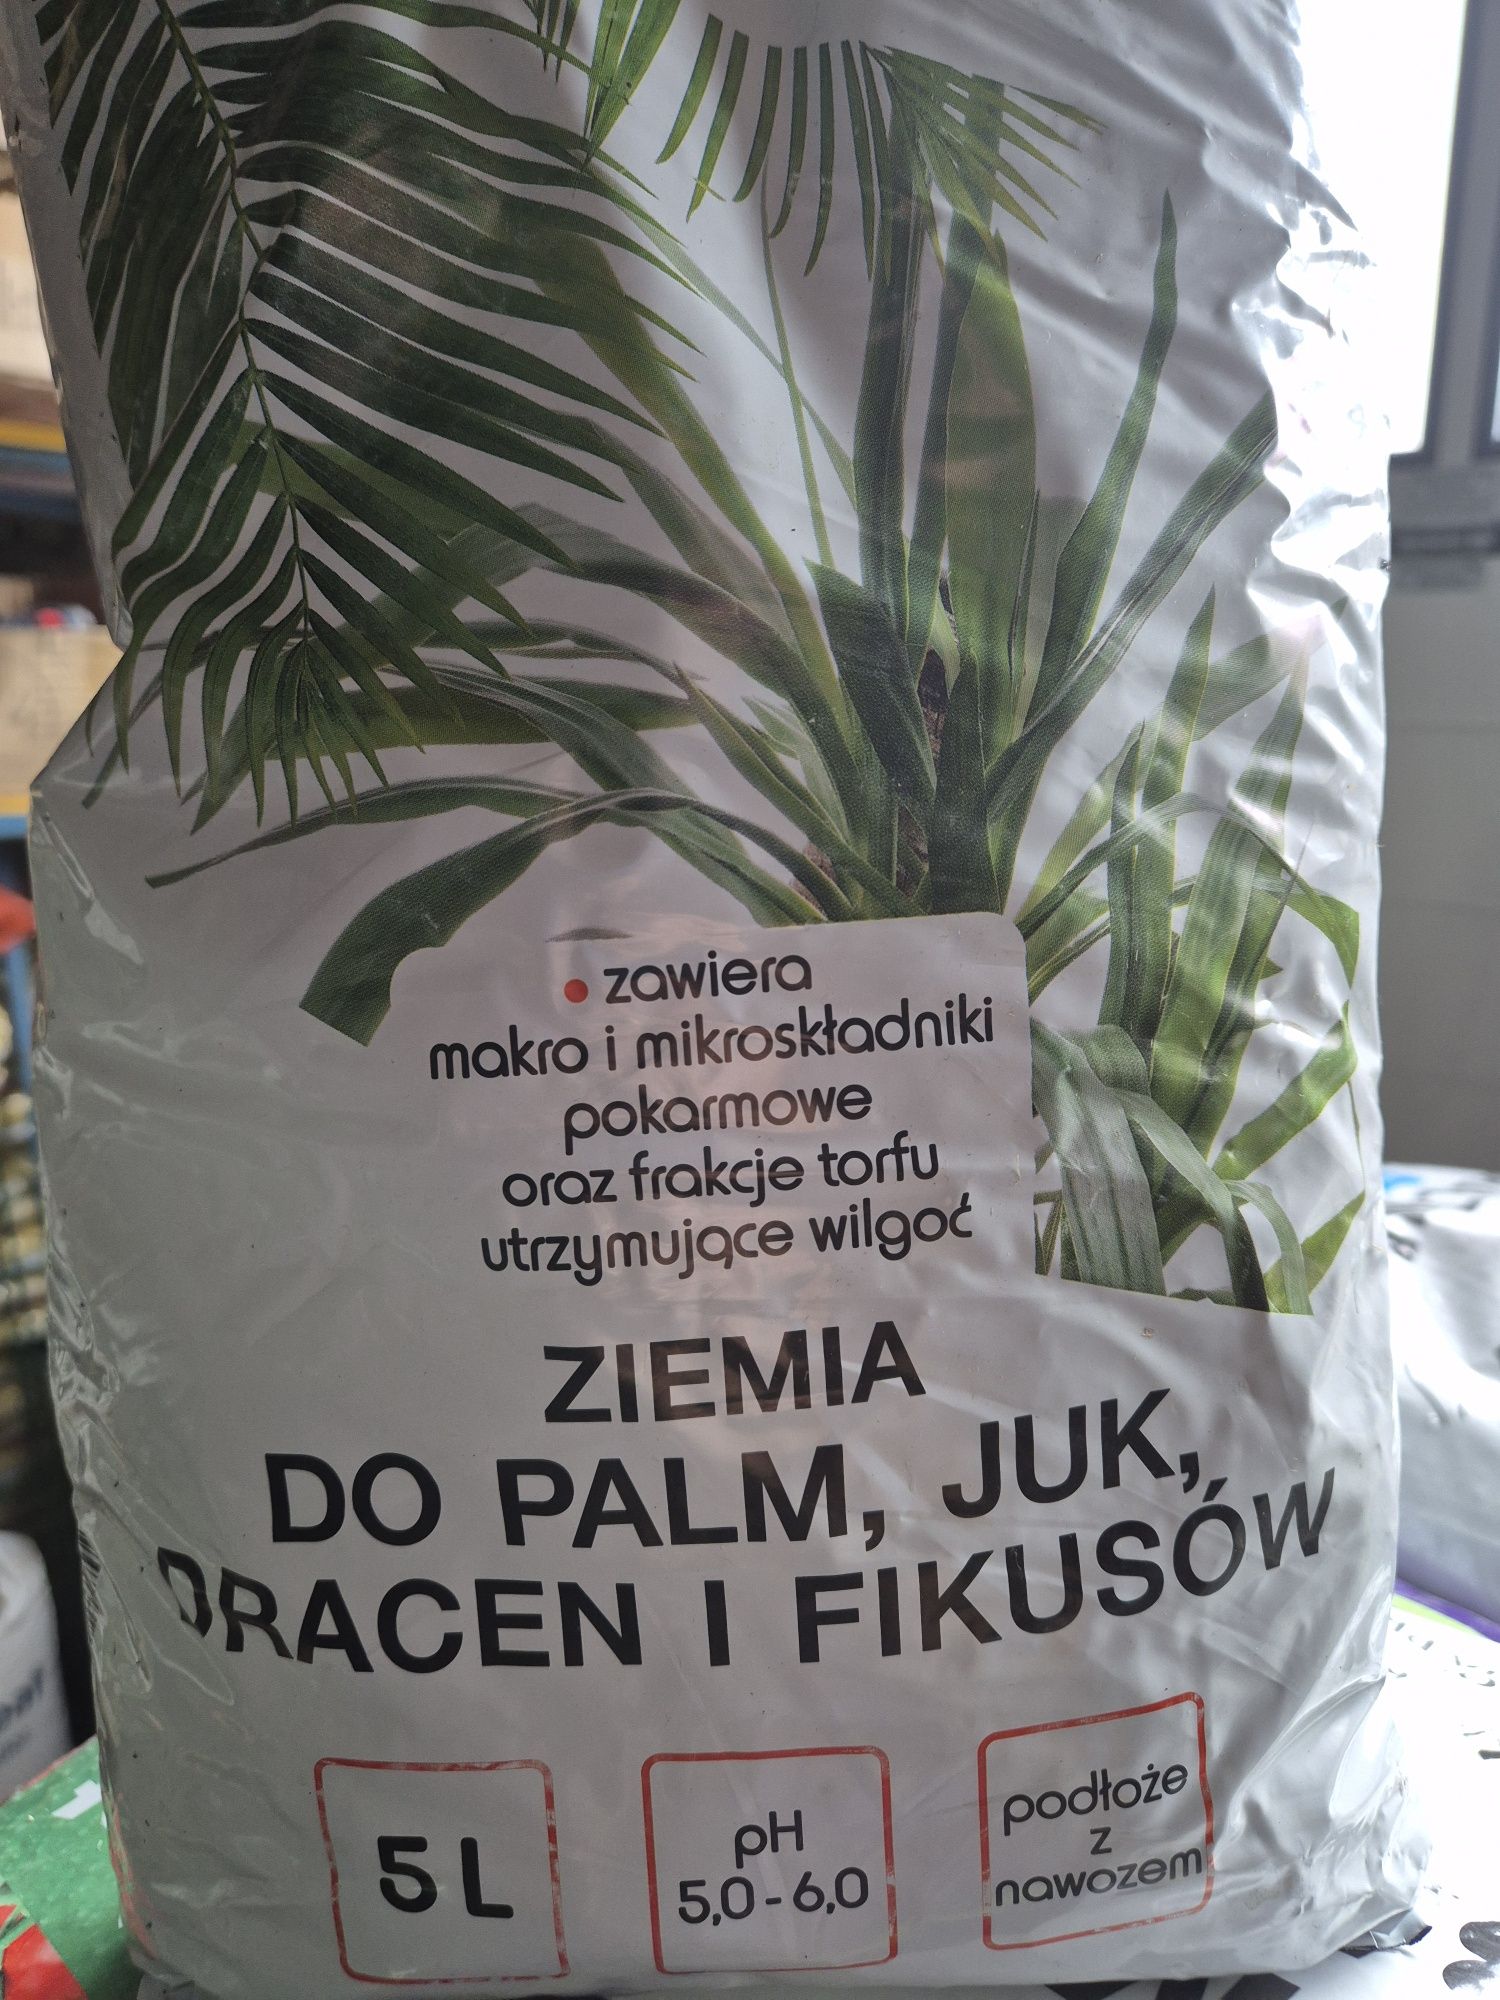 • zawiera
makro i mikroskładniki
pokarmowe
oraz frakcje torfu
utrzymujące wilgoć
ZIEMIA
DO PALM, JUK,
DRACEN I FIKUSÓW
5 L
pH
5,0-6,0
podłoże
z
nawozem